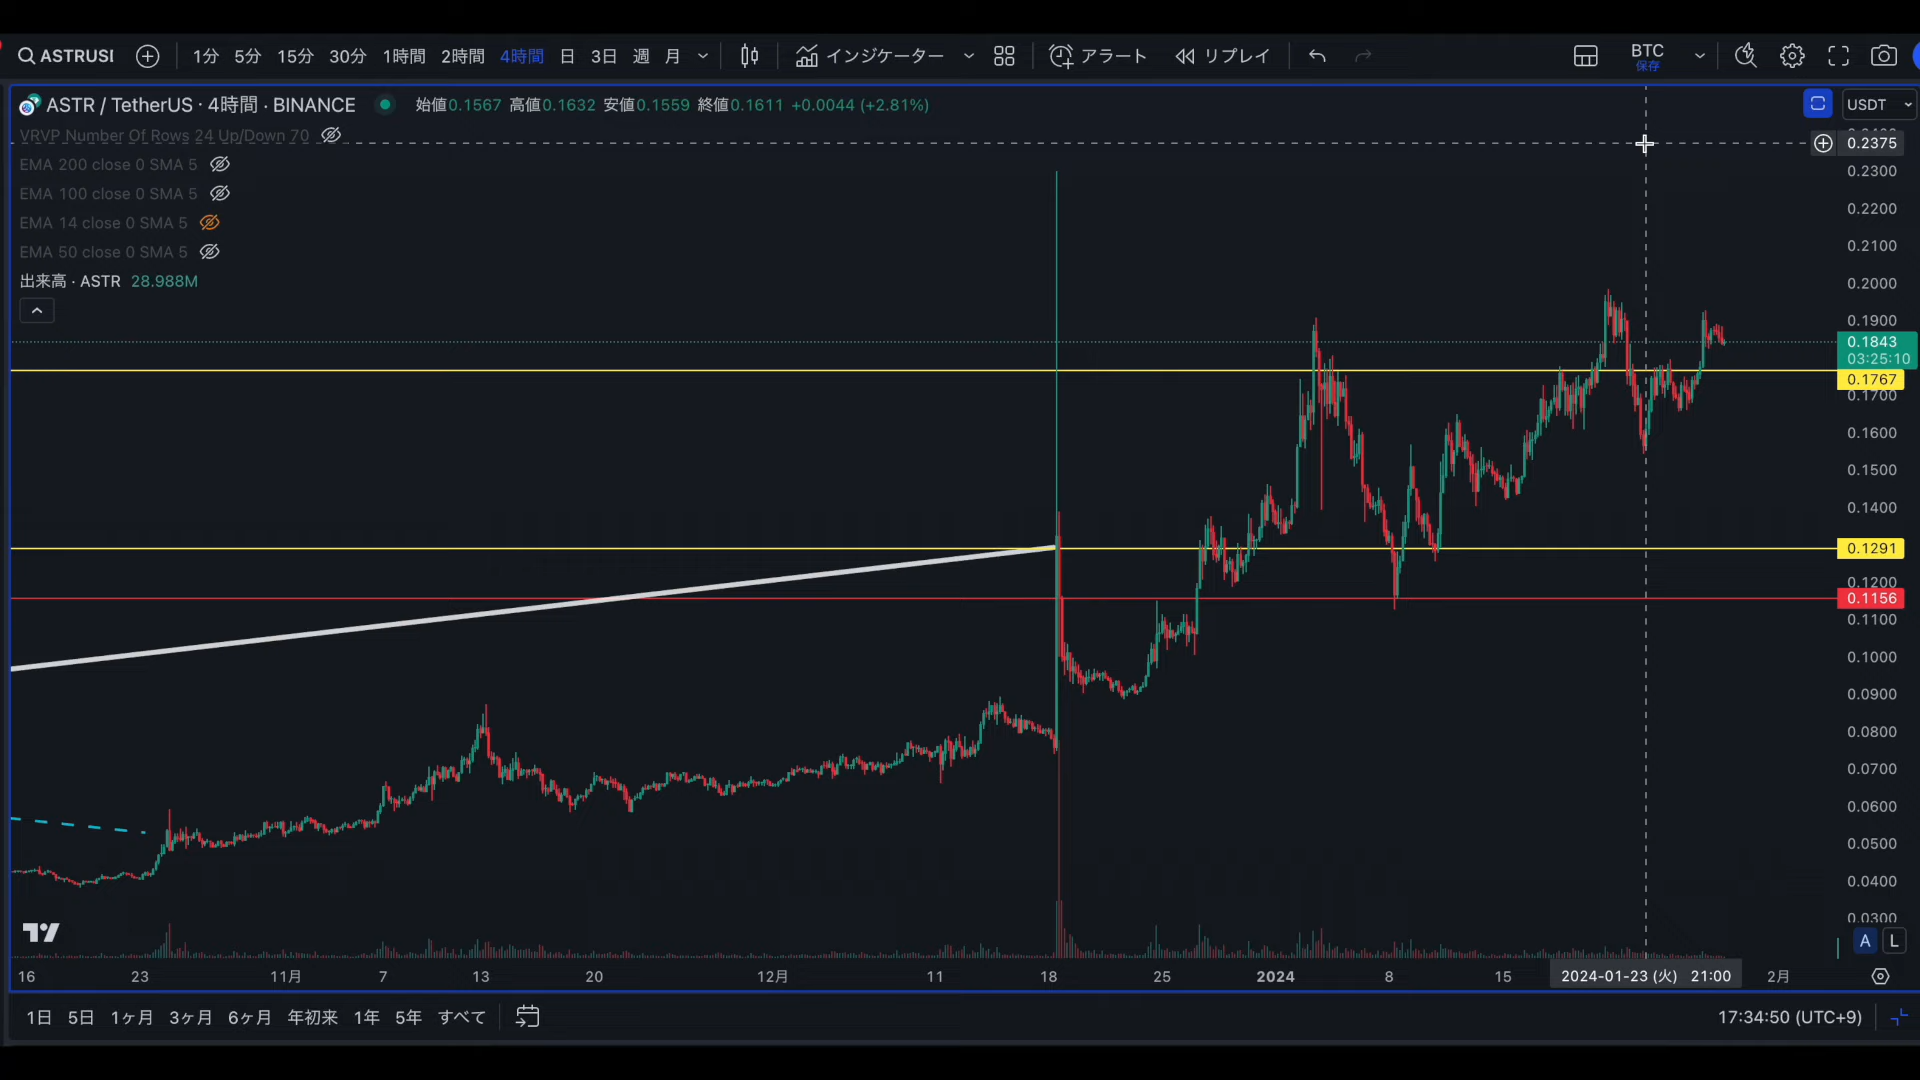 ASTRUSI 1分 5分 15分 30分 1時間 2時間 4時間 日 3日 週 月 インジケーター アラート リプレイ BTC
保存
ASTR / TetherUS · 4時間 · BINANCE 始値0.1567 高値0.1632 安値0.1559 終値0.1611 +0.0044 (+2.81%) USDT
VRVP Number Of Rows 24 Up/Down 70
0.2375
EMA 200 close 0 SMA 5
0.2300
EMA 100 close 0 SMA 5
0.2200
EMA 14 close 0 SMA 5
0.2100
EMA 50 close 0 SMA 5
出来高 · ASTR 28.988M
0.2000
0.1900
0.1843
03:25:10
0.1767
0.1700
0.1600
0.1500
0.1400
0.1291
0.1200
0.1156
0.1100
0.1000
0.0900
0.0800
0.0700
0.0600
0.0500
0.0400
0.0300
A L
16 23 11月 7 13 20 12月 11 18 25 2024 8 15 2024-01-23 (火) 21:00 2月
1日 5日 1ヶ月 3ヶ月 6ヶ月 年初来 1年 5年 すべて 17:34:50 (UTC+9)